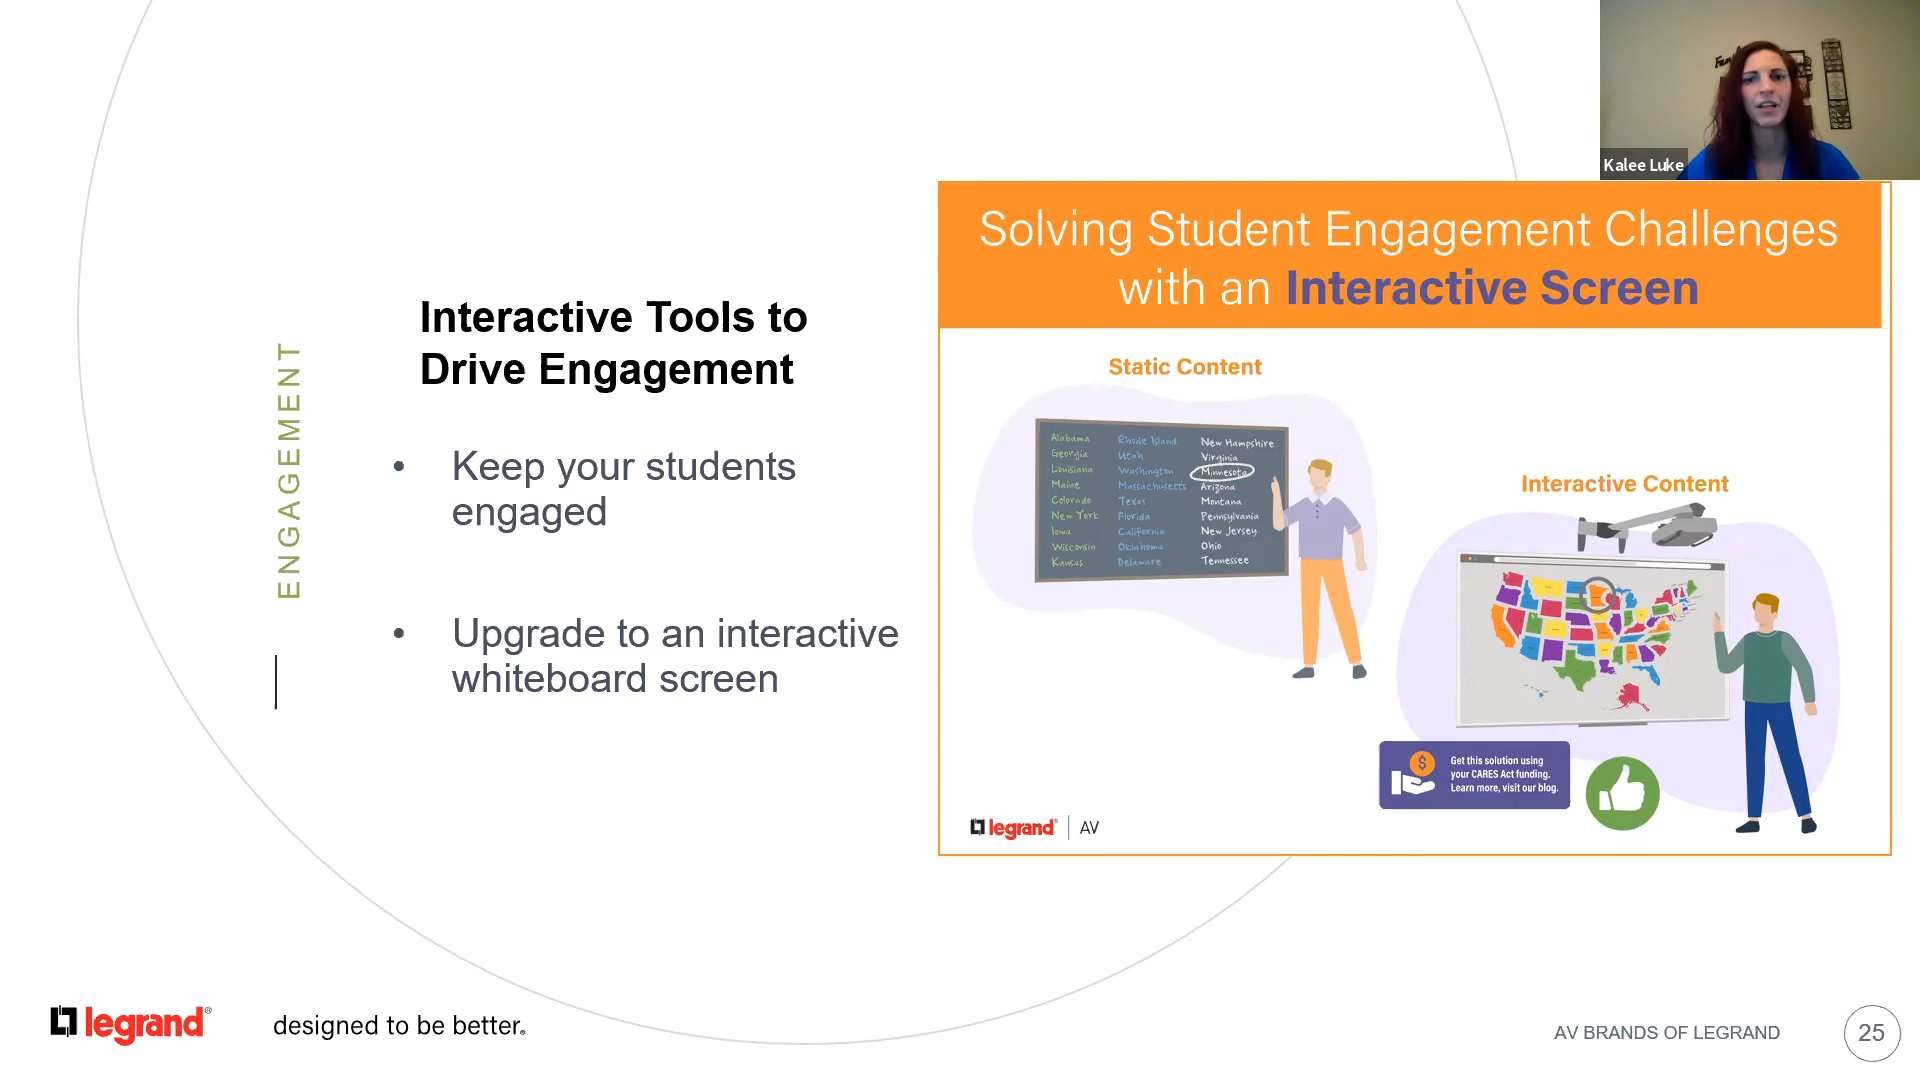 Kalee Luke
Solving Student Engagement Challenges
with an Interactive Screen
ENGAGEMENT
Interactive Tools to
Drive Engagement
• Keep your students
engaged
• Upgrade to an interactive
whiteboard screen
Static Content
Alabama
Georgia
Louisiana
Maine
Colorado
New York
Iowa
Wisconsin
Kansas
Rhode Island
Utah
Washington
Massachusetts
Texas
Florida
California
Oklahoma
Delaware
New Hampshire
Virginia
Minnesota
Arizona
Montana
Pennsylvania
New Jersey
Ohio
Tennessee
Interactive Content
$
Get this solution using
your CARES Act funding.
Learn more, visit our blog.
legrand® | AV
legrand®
designed to be better.
AV BRANDS OF LEGRAND
25